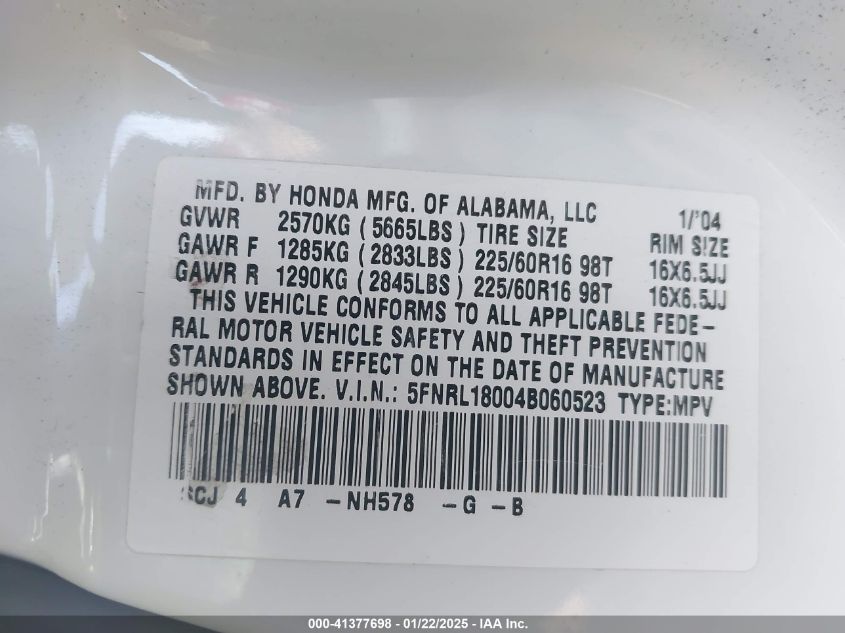 MFD. BY HONDA MFG. OF ALABAMA, LLC 1/'04
GVWR 2570KG ( 5665LBS ) TIRE SIZE RIM SIZE
GAWR F 1285KG ( 2833LBS ) 225/60R16 98T 16X6.5JJ
GAWR R 1290KG ( 2845LBS ) 225/60R16 98T 16X6.5JJ
THIS VEHICLE CONFORMS TO ALL APPLICABLE FEDE-
RAL MOTOR VEHICLE SAFETY AND THEFT PREVENTION
STANDARDS IN EFFECT ON THE DATE OF MANUFACTURE
SHOWN ABOVE. V.I.N.: 5FNRL18004B060523 TYPE:MPV
SCJ 4 A7 -NH578 -G -B
000-41377698 - 01/22/2025 - IAA Inc.